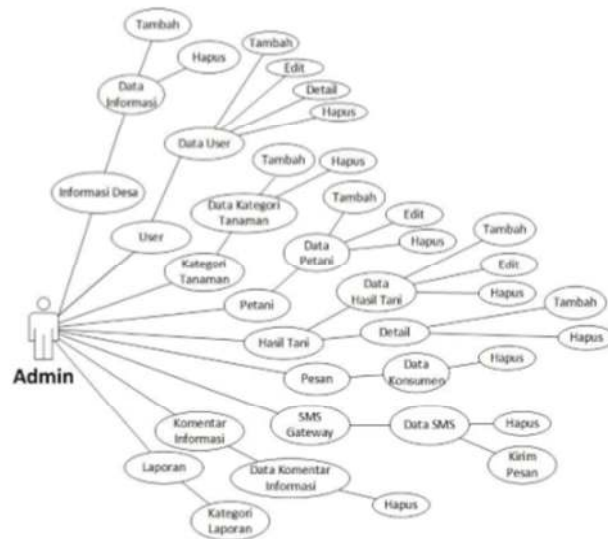 Tambah
Hapus
Data
Informasi
Informasi Desa
Tambah
Edit
Detail
Hapus
Data User
User
Tambah
Hapus
Data Kategori
Tanaman
Kategori
Tanaman
Tambah
Edit
Hapus
Data
Petani
Petani
Tambah
Edit
Hapus
Data
Hasil Tani
Hasil Tani
Detail
Tambah
Hapus
Pesan
Data
Konsumen
Hapus
SMS
Gateway
Data SMS
Hapus
Kirim
Pesan
Komentar
Informasi
Data Komentar
Informasi
Hapus
Laporan
Kategori
Laporan
Admin